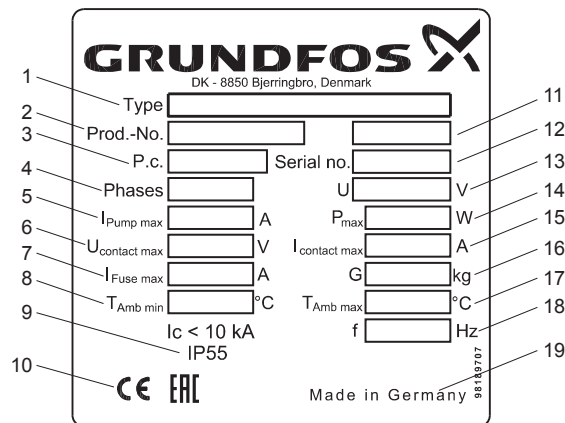 GRUNDFOS
DK - 8850 Bjerringbro, Denmark
1 Type
2 Prod.-No. 11
3 P.c. Serial no. 12
4 Phases U V 13
5 IPump max A Pmax W 14
6 Ucontact max V Icontact max A 15
7 IFuse max A G kg 16
8 TAmb min °C TAmb max °C 17
9 Ic < 10 kA f Hz 18
IP55
10 CE EAC Made in Germany 19
98189707